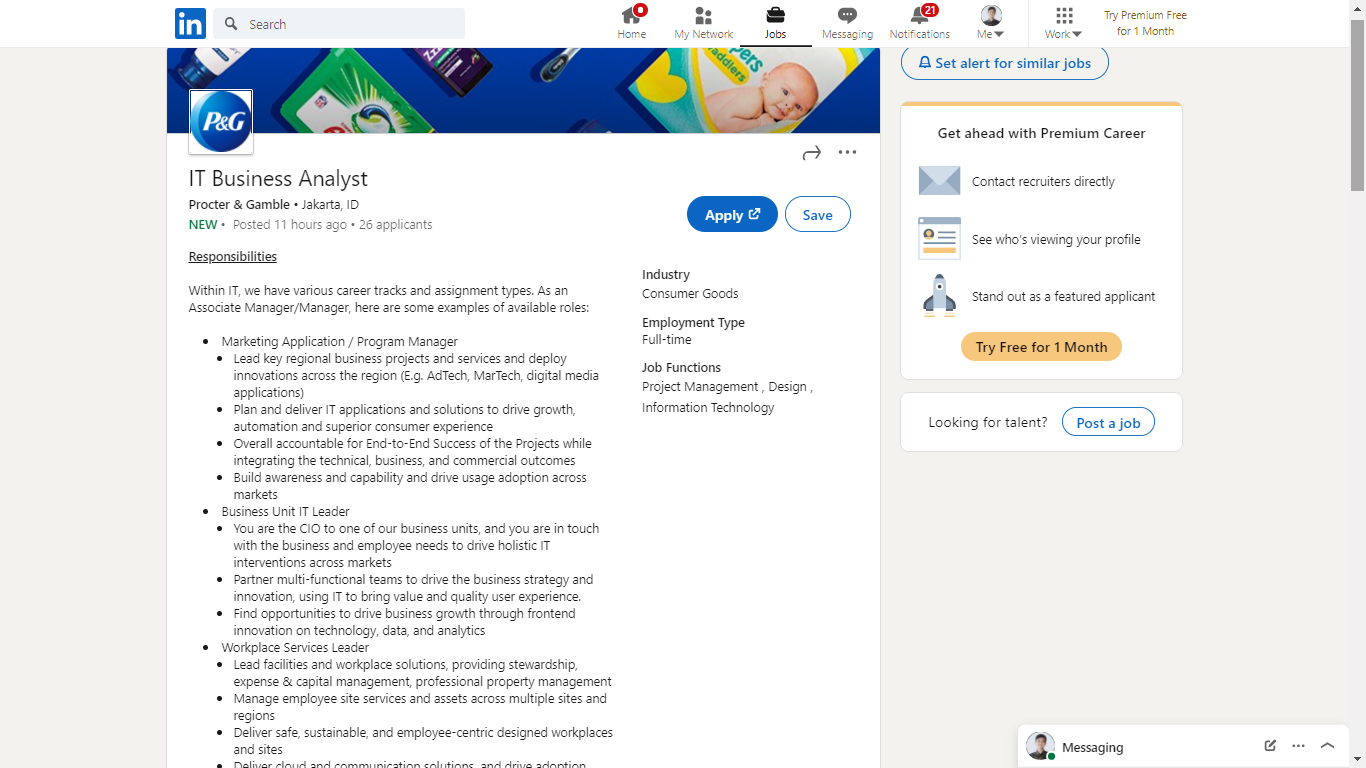 in
Search
Home
My Network
Jobs
Messaging
21
Notifications
Me
Work
Try Premium Free
for 1 Month
P&G
Set alert for similar jobs
IT Business Analyst
Procter & Gamble • Jakarta, ID
NEW • Posted 11 hours ago • 26 applicants
Apply
Save
Responsibilities
Within IT, we have various career tracks and assignment types. As an
Associate Manager/Manager, here are some examples of available roles:
• Marketing Application / Program Manager
• Lead key regional business projects and services and deploy
innovations across the region (E.g. AdTech, MarTech, digital media
applications)
• Plan and deliver IT applications and solutions to drive growth,
automation and superior consumer experience
• Overall accountable for End-to-End Success of the Projects while
integrating the technical, business, and commercial outcomes
• Build awareness and capability and drive usage adoption across
markets
• Business Unit IT Leader
• You are the CIO to one of our business units, and you are in touch
with the business and employee needs to drive holistic IT
interventions across markets
• Partner multi-functional teams to drive the business strategy and
innovation, using IT to bring value and quality user experience.
• Find opportunities to drive business growth through frontend
innovation on technology, data, and analytics
• Workplace Services Leader
• Lead facilities and workplace solutions, providing stewardship,
expense & capital management, professional property management
• Manage employee site services and assets across multiple sites and
regions
• Deliver safe, sustainable, and employee-centric designed workplaces
and sites
• Deliver cloud and communication solutions, and drive adoption
Industry
Consumer Goods
Employment Type
Full-time
Job Functions
Project Management , Design ,
Information Technology
Get ahead with Premium Career
Contact recruiters directly
See who's viewing your profile
Stand out as a featured applicant
Try Free for 1 Month
Looking for talent?
Post a job
Messaging